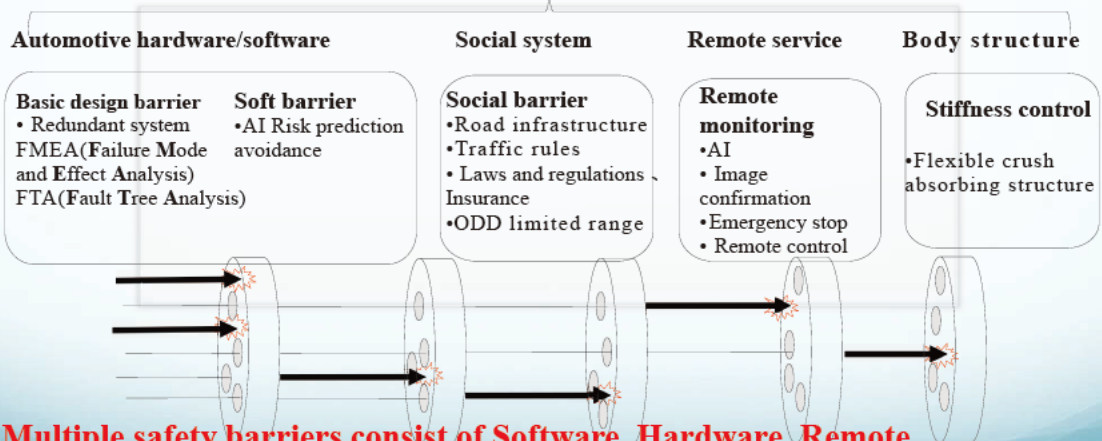 Automotive hardware/software
Social system
Remote service
Body structure
Basic design barrier
• Redundant system
FMEA(Failure Mode
and Effect Analysis)
FTA(Fault Tree Analysis)
Soft barrier
•AI Risk prediction
avoidance
Social barrier
•Road infrastructure
•Traffic rules
• Laws and regulations、
Insurance
•ODD limited range
Remote
monitoring
•AI
• Image
confirmation
•Emergency stop
• Remote control
Stiffness control
•Flexible crush
absorbing structure
Multiple safety barriers consist of Software, Hardware, Remote